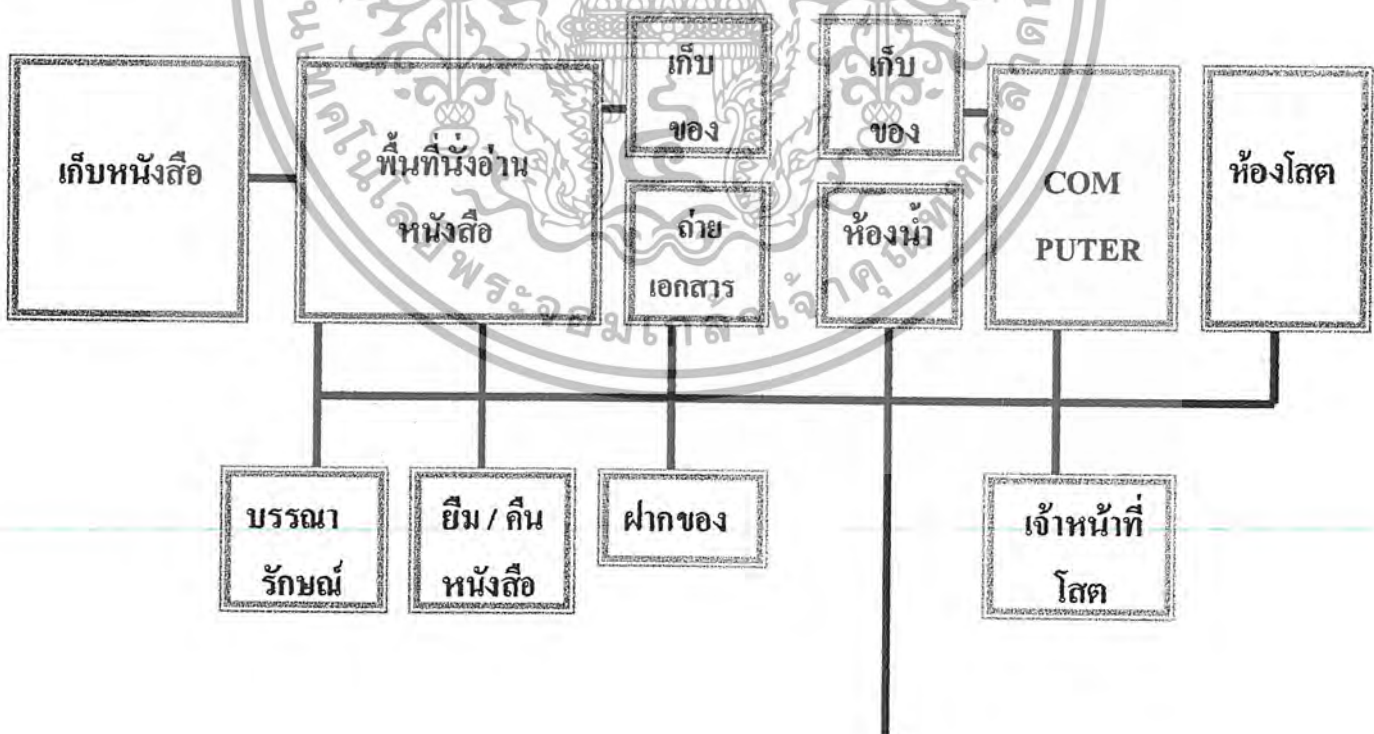 เก็บหนังสือ
พื้นที่นั่งอ่าน
หนังสือ
เก็บ
ของ
ถ่าย
เอกสาร
เก็บ
ของ
ห้องน้ำ
COM
PUTER
ห้องโสต
บรรณา
รักษณ์
ยืม / คืน
หนังสือ
ฝากของ
เจ้าหน้าที่
โสต